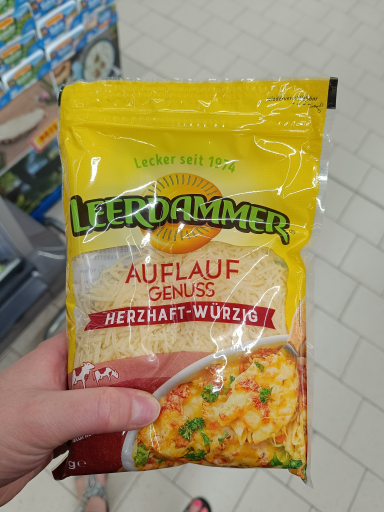 Lecker seit 1974
LEERDAMMER
AUFLAUF
GENUSS
HERZHAFT-WÜRZIG
g e